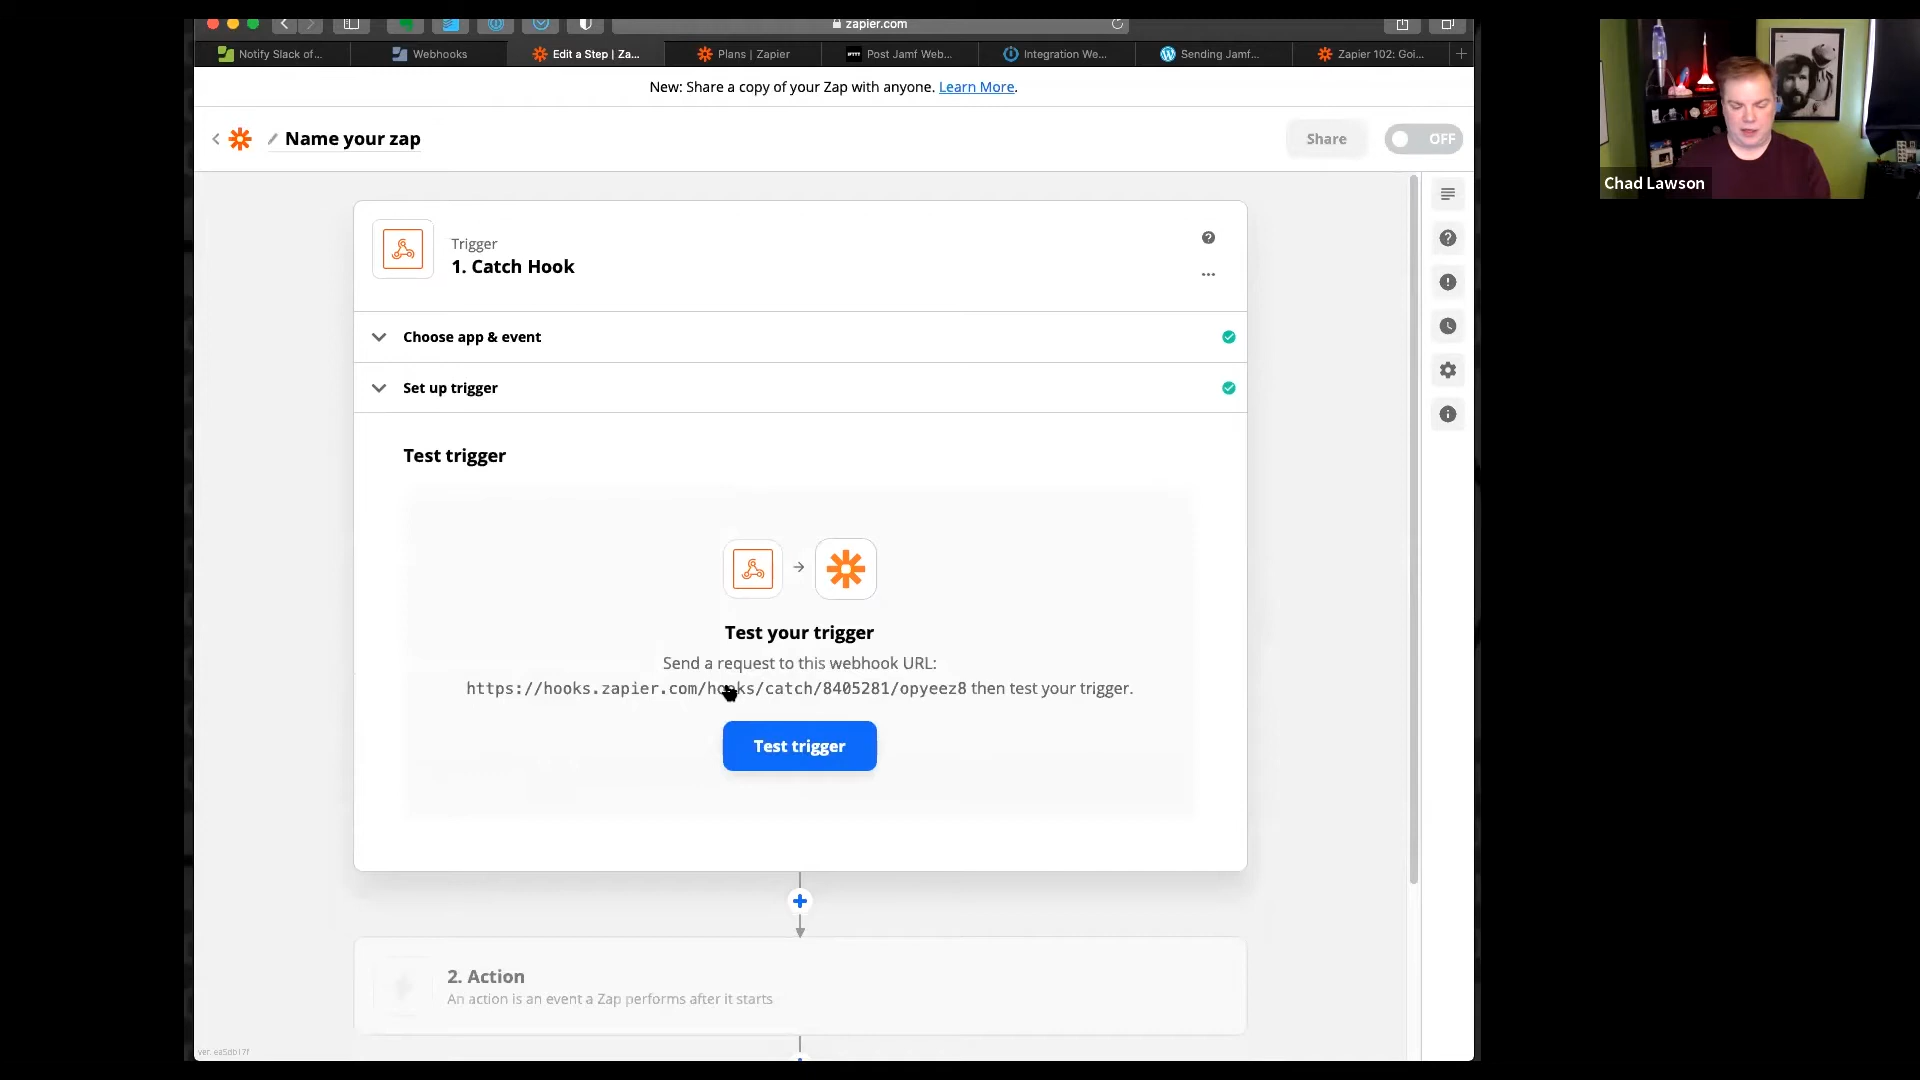 zapier.com
Notify Slack of...
Webhooks
Edit a Step | Za...
Plans | Zapier
Post Jamf Web...
Integration We...
Sending Jamf...
Zapier 102: Goi...
New: Share a copy of your Zap with anyone. Learn More.
Name your zap
Share
OFF
Chad Lawson
Trigger
1. Catch Hook
Choose app & event
Set up trigger
Test trigger
Test your trigger
Send a request to this webhook URL:
https://hooks.zapier.com/hooks/catch/8405281/opyeez8 then test your trigger.
Test trigger
2. Action
An action is an event a Zap performs after it starts